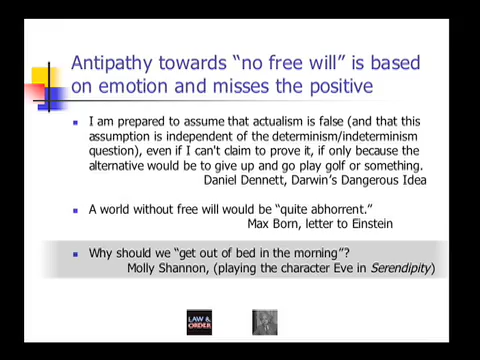 Antipathy towards “no free will” is based
on emotion and misses the positive
I am prepared to assume that actualism is false (and that this
assumption is independent of the determinism/indeterminism
question), even if I can't claim to prove it, if only because the
alternative would be to give up and go play golf or something.
Daniel Dennett, Darwin’s Dangerous Idea
A world without free will would be “quite abhorrent.”
Max Born, letter to Einstein
Why should we “get out of bed in the morning”?
Molly Shannon, (playing the character Eve in Serendipity)
LAW &
ORDER